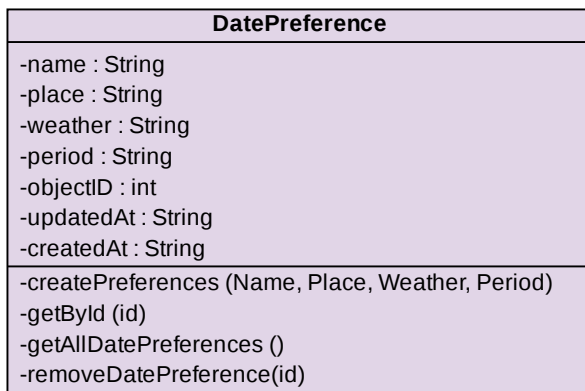 DatePreference
-name : String
-place : String
-weather : String
-period : String
-objectID : int
-updatedAt : String
-createdAt : String
-createPreferences (Name, Place, Weather, Period)
-getById (id)
-getAllDatePreferences ()
-removeDatePreference(id)